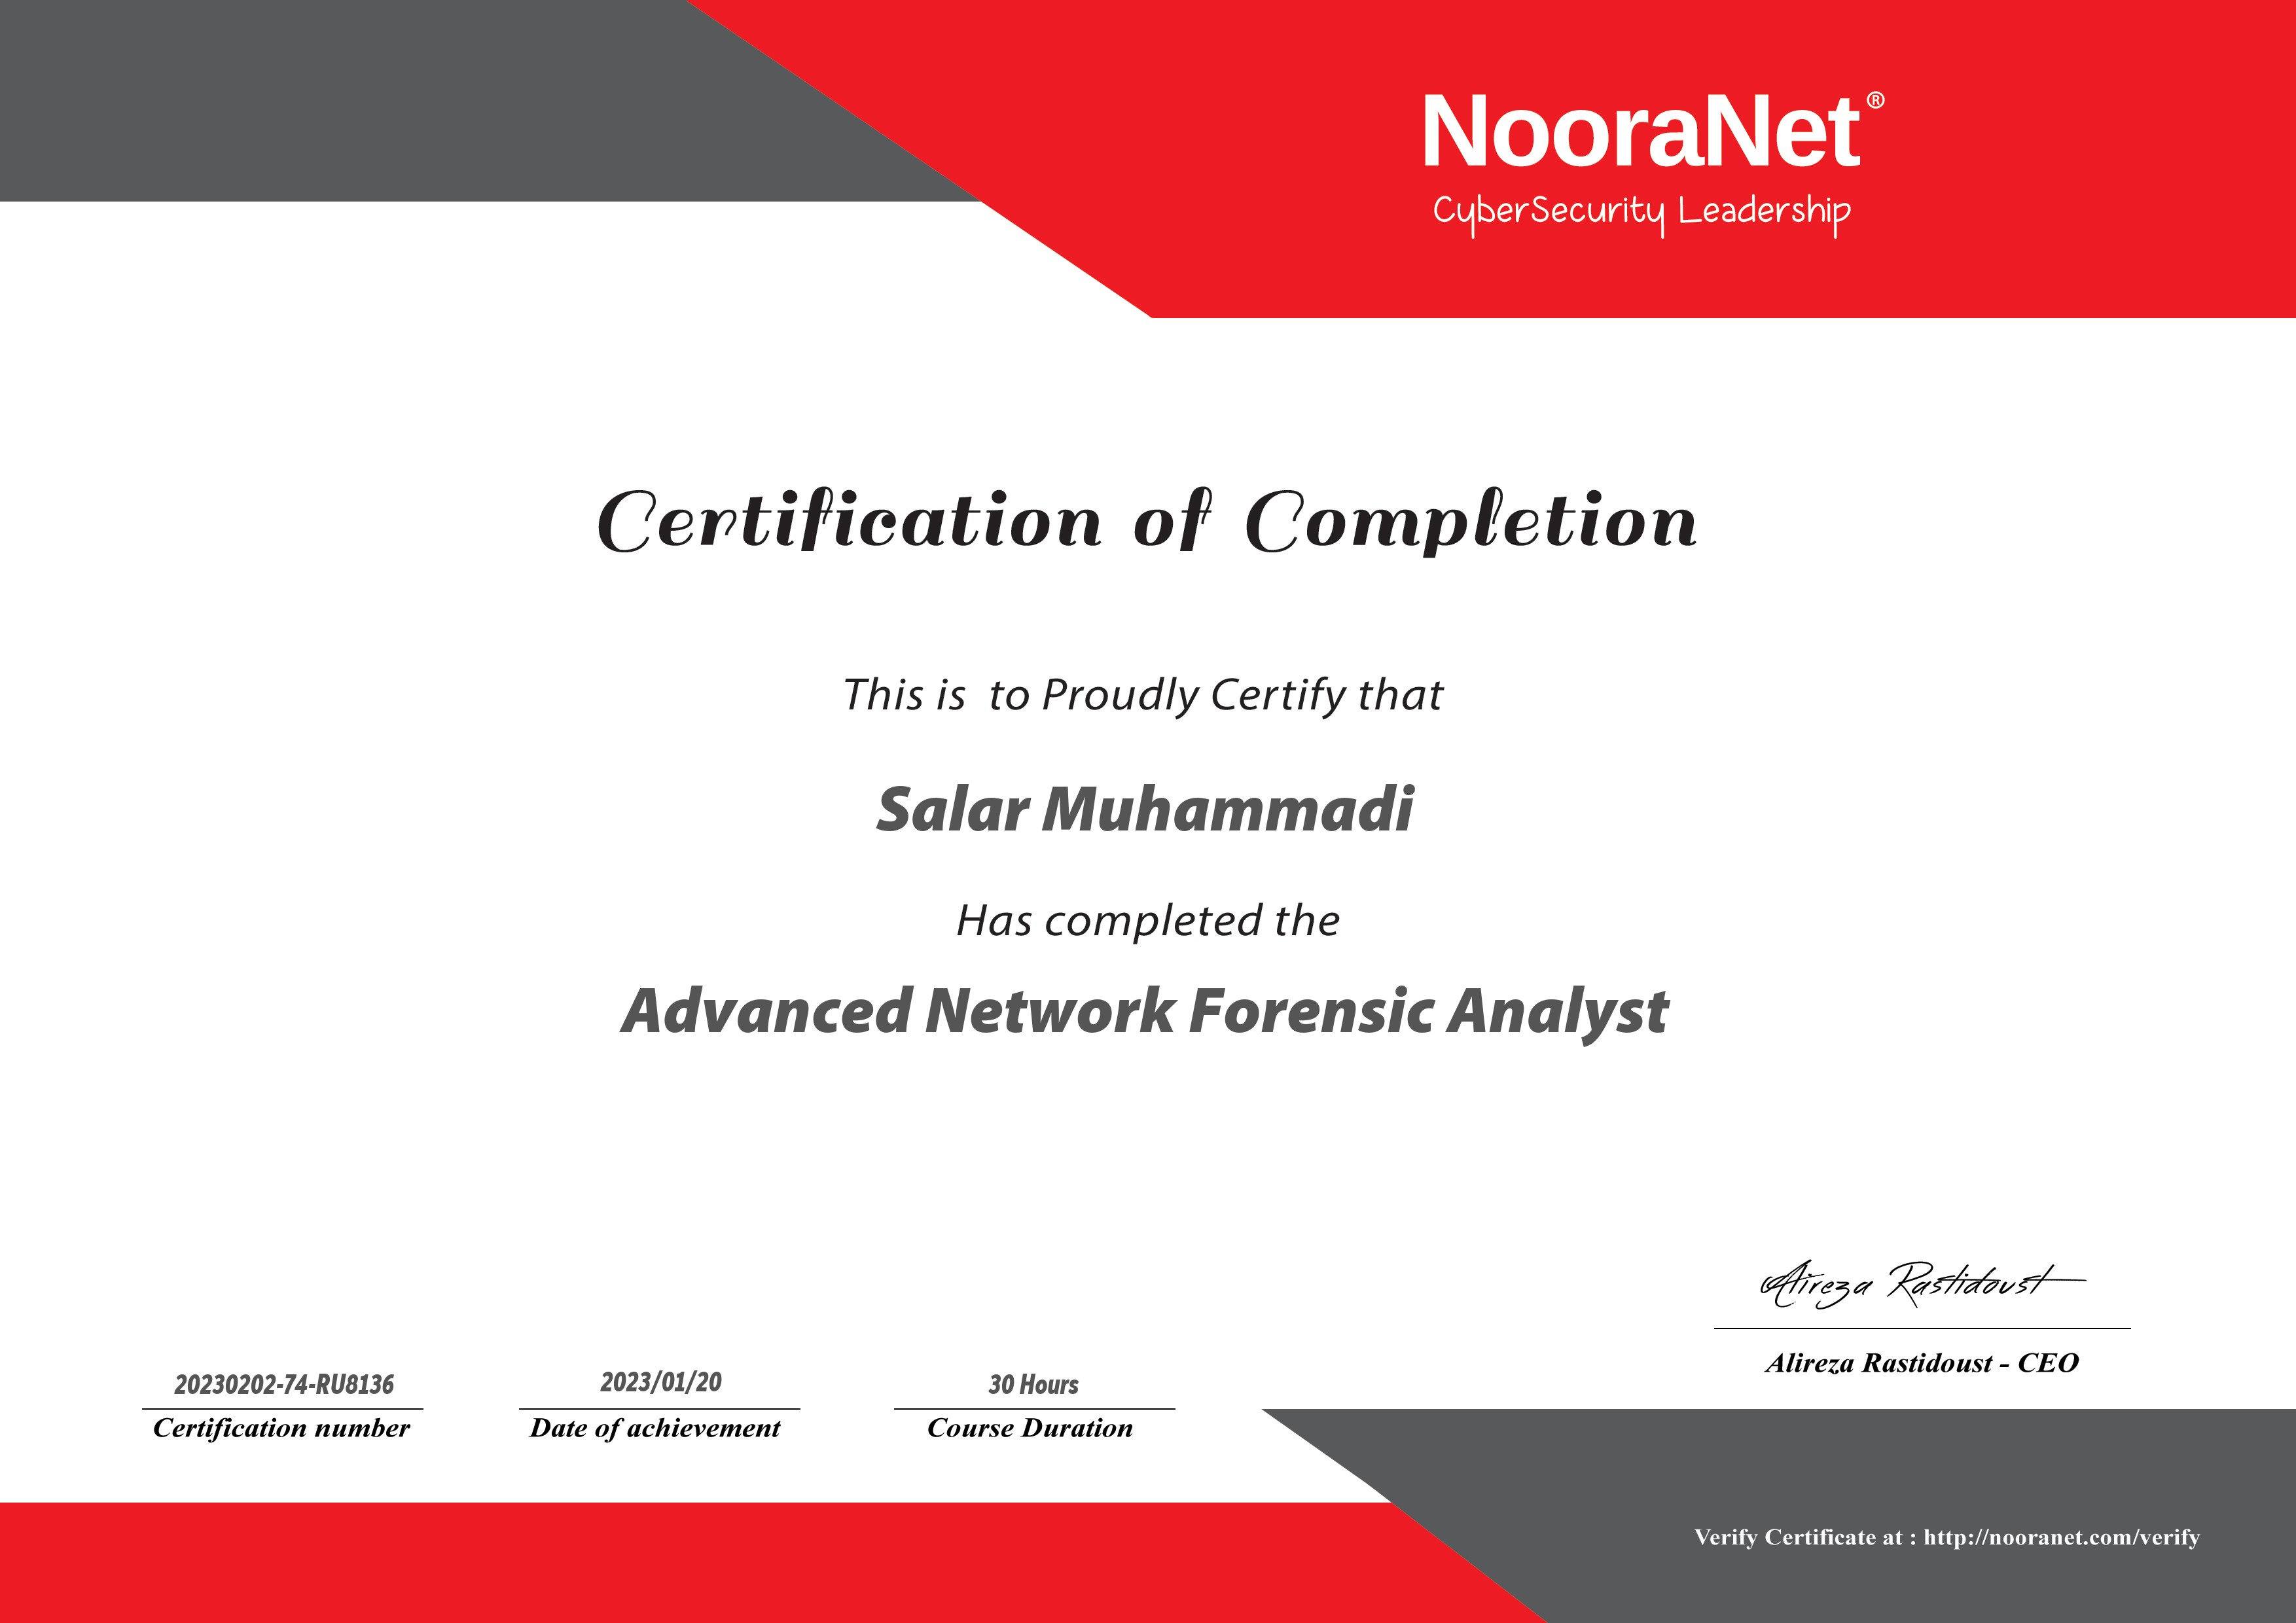 NooraNet®
CyberSecurity Leadership
Certification of Completion
This is to Proudly Certify that
Salar Muhammadi
Has completed the
Advanced Network Forensic Analyst
Alireza Rastidoust
Alireza Rastidoust - CEO
20230202-74-RU8136
Certification number
2023/01/20
Date of achievement
30 Hours
Course Duration
Verify Certificate at : http://nooranet.com/verify